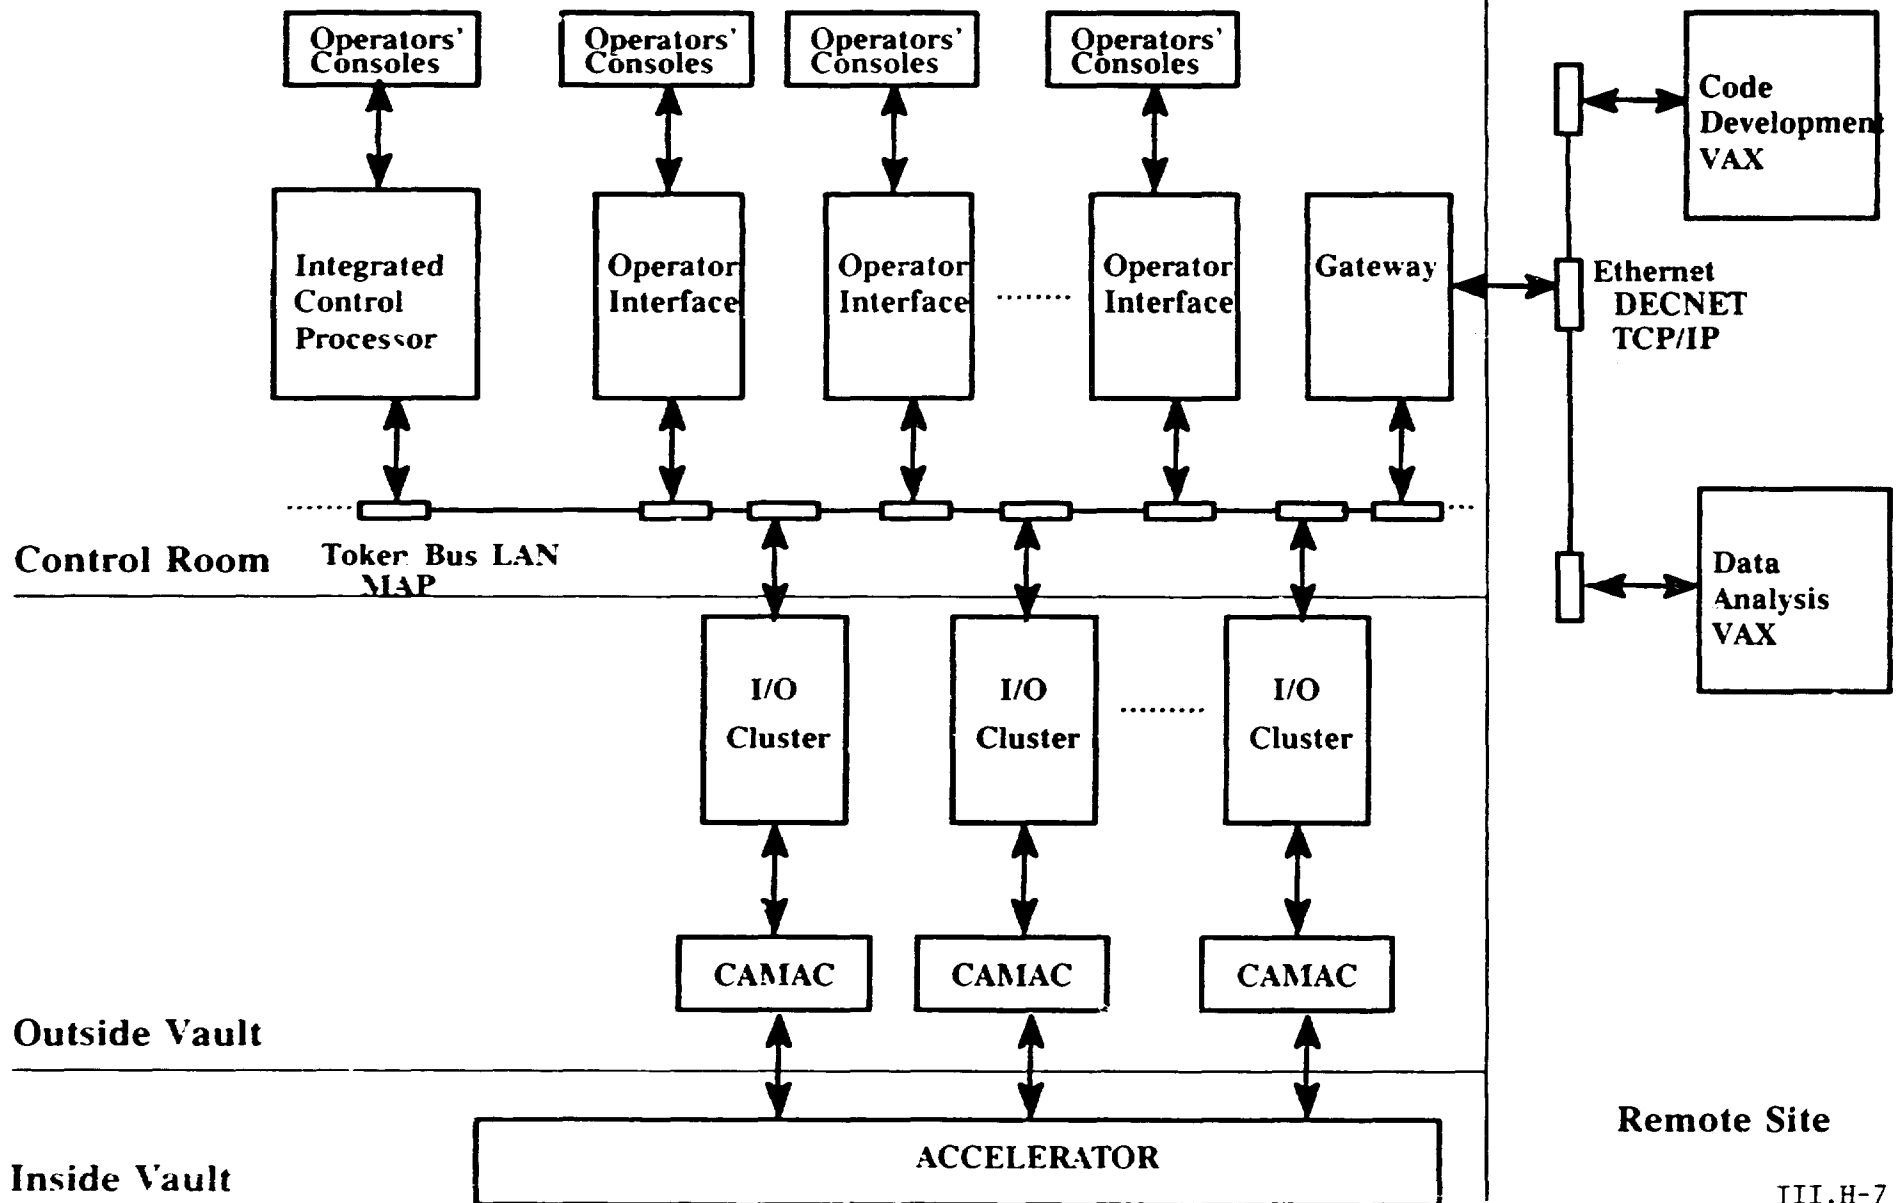 Operators'
Consoles
Operators'
Consoles
Operators'
Consoles
Operators'
Consoles
Code
Development
VAX
Integrated
Control
Processor
Operator
Interface
Operator
Interface
Operator
Interface
Gateway
Ethernet
DECNET
TCP/IP
Control Room
Token Bus LAN
MAP
Data
Analysis
VAX
I/O
Cluster
I/O
Cluster
I/O
Cluster
CAMAC
CAMAC
CAMAC
Outside Vault
Remote Site
ACCELERATOR
Inside Vault
III.H-7